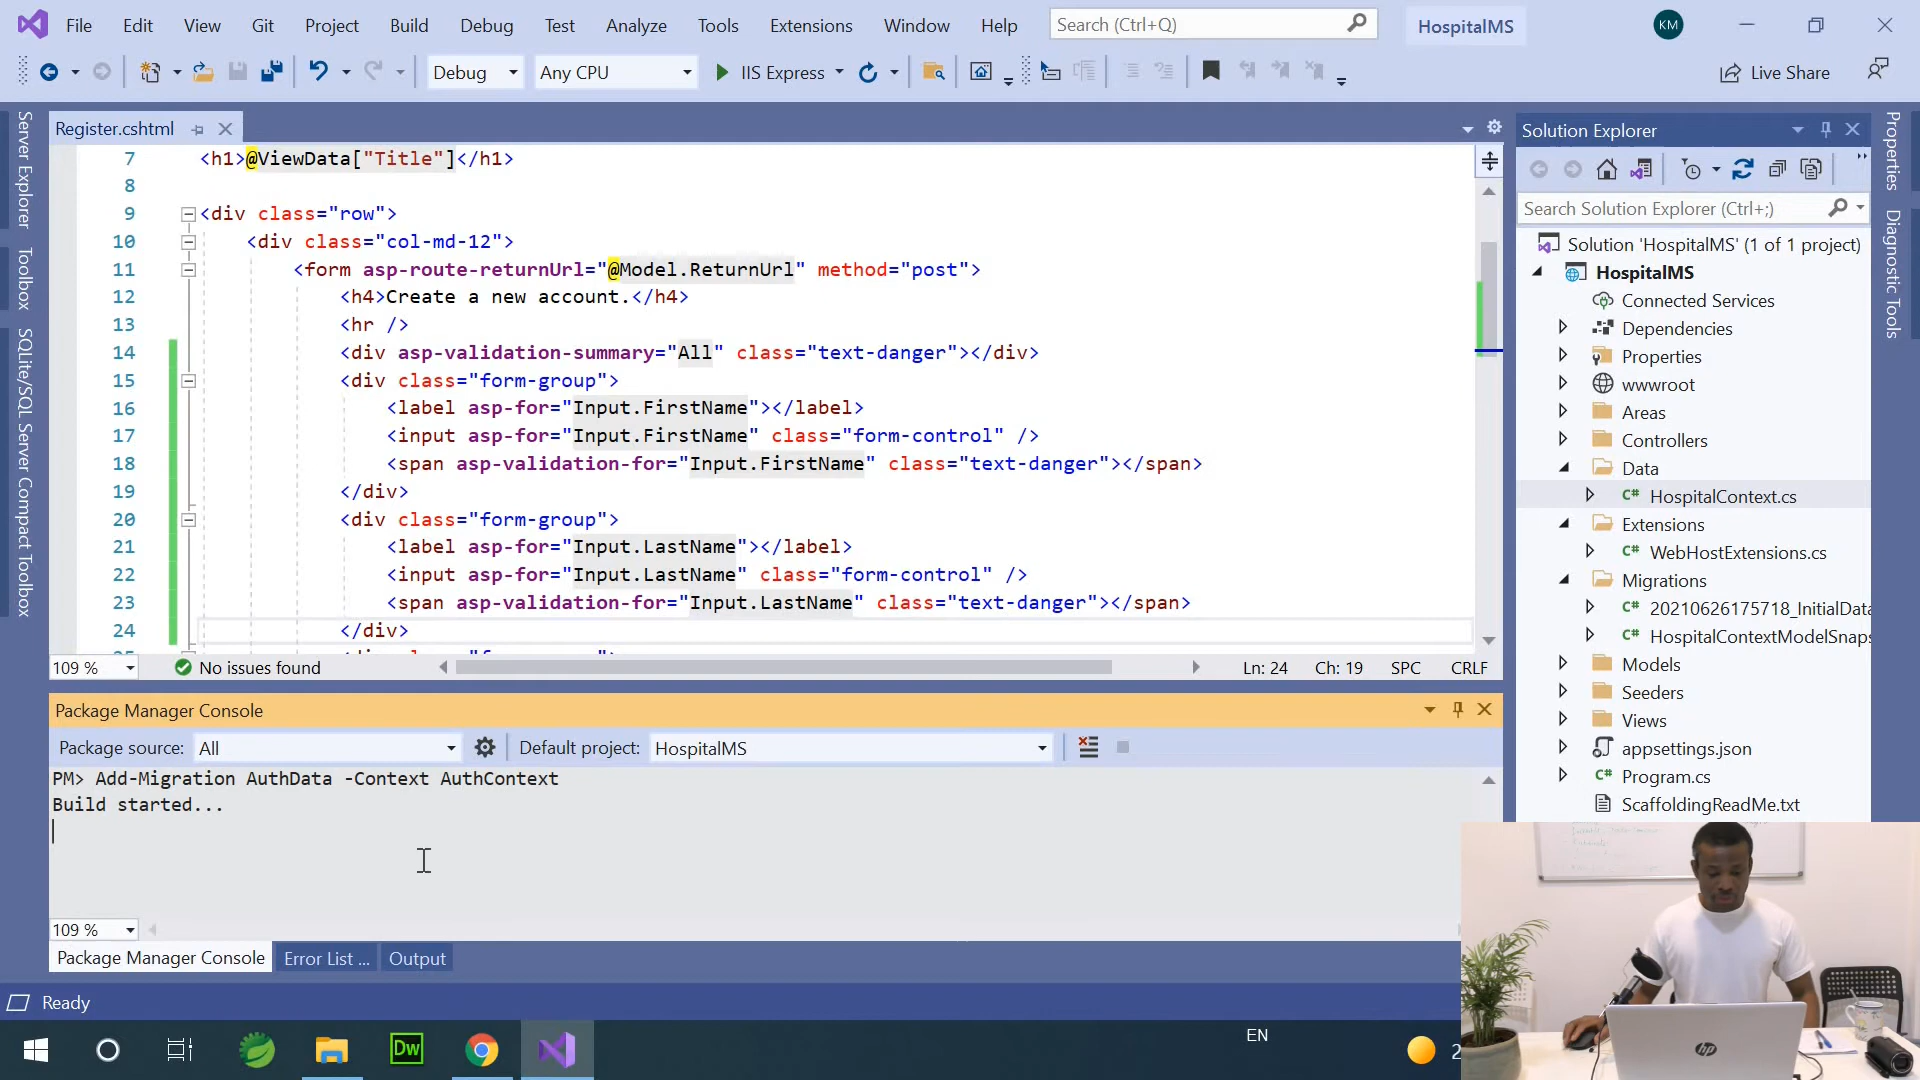 File Edit View Git Project Build Debug Test Analyze Tools Extensions Window Help Search (Ctrl+Q) HospitalMS KM
Debug Any CPU IIS Express Live Share
Server Explorer
Toolbox
SQLite/SQL Server Compact Toolbox
Register.cshtml
7 <h1>@ViewData["Title"]</h1>
8
9 <div class="row">
10 <div class="col-md-12">
11 <form asp-route-returnUrl="@Model.ReturnUrl" method="post">
12 <h4>Create a new account.</h4>
13 <hr />
14 <div asp-validation-summary="All" class="text-danger"></div>
15 <div class="form-group">
16 <label asp-for="Input.FirstName"></label>
17 <input asp-for="Input.FirstName" class="form-control" />
18 <span asp-validation-for="Input.FirstName" class="text-danger"></span>
19 </div>
20 <div class="form-group">
21 <label asp-for="Input.LastName"></label>
22 <input asp-for="Input.LastName" class="form-control" />
23 <span asp-validation-for="Input.LastName" class="text-danger"></span>
24 </div>
109 % No issues found Ln: 24 Ch: 19 SPC CRLF
Package Manager Console
Package source: All Default project: HospitalMS
PM> Add-Migration AuthData -Context AuthContext
Build started...
109 %
Package Manager Console Error List ... Output
Ready
Solution Explorer
Search Solution Explorer (Ctrl+;)
Solution 'HospitalMS' (1 of 1 project)
HospitalMS
Connected Services
Dependencies
Properties
wwwroot
Areas
Controllers
Data
C# HospitalContext.cs
Extensions
C# WebHostExtensions.cs
Migrations
C# 20210626175718_InitialData
C# HospitalContextModelSnaps
Models
Seeders
Views
appsettings.json
C# Program.cs
ScaffoldingReadMe.txt
Properties
Diagnostic Tools
Dw
EN
2
hp